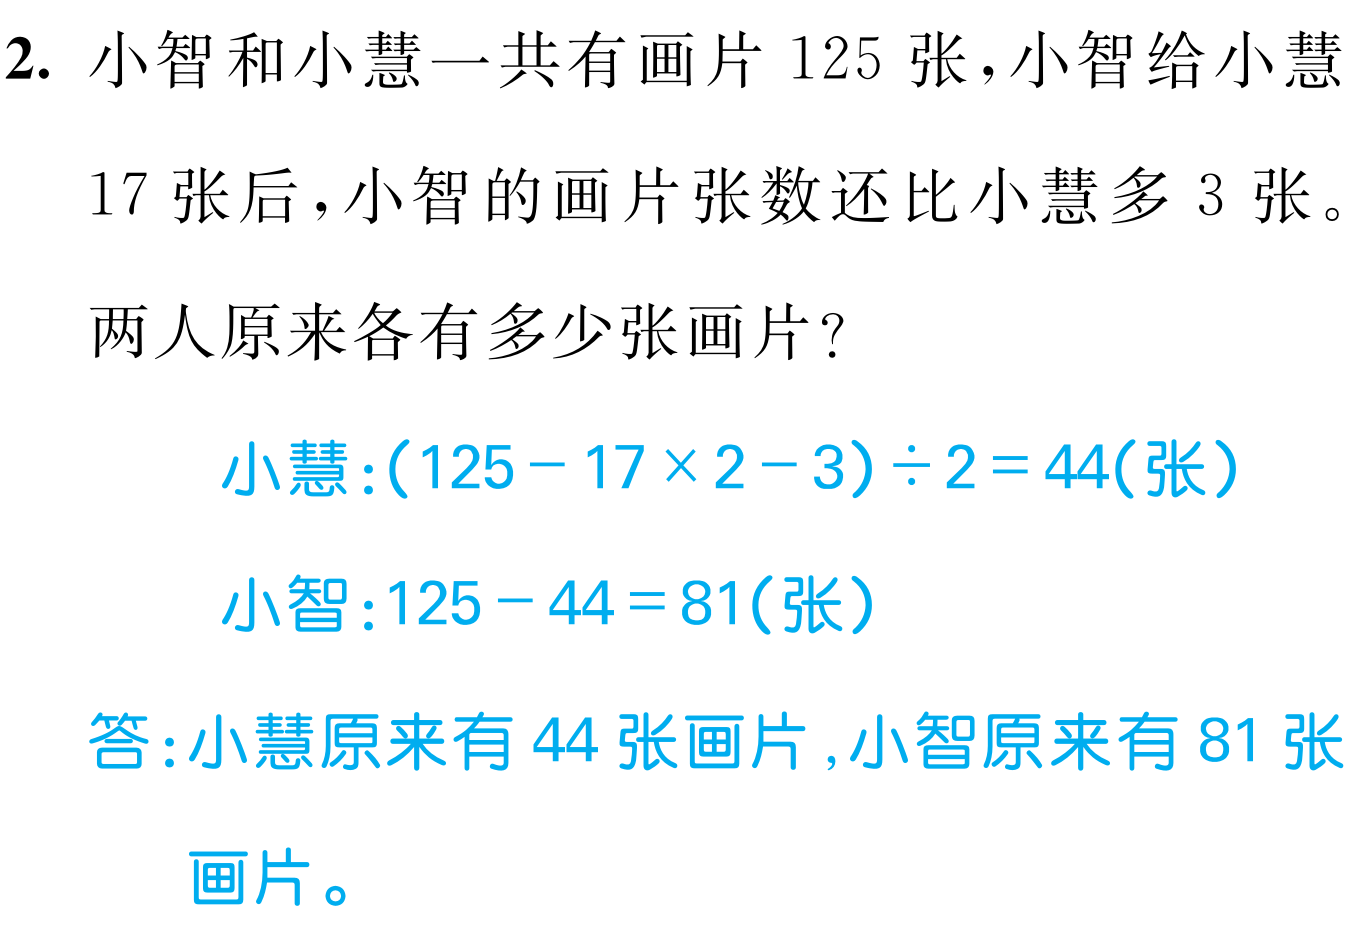 2. 小智和小慧一共有画片 125 张,小智给小慧
17 张后,小智的画片张数还比小慧多 3 张。
两人原来各有多少张画片?
小慧:(125-17×2-3)÷2=44(张)
小智:125-44=81(张)
答:小慧原来有 44 张画片,小智原来有 81 张
画片。